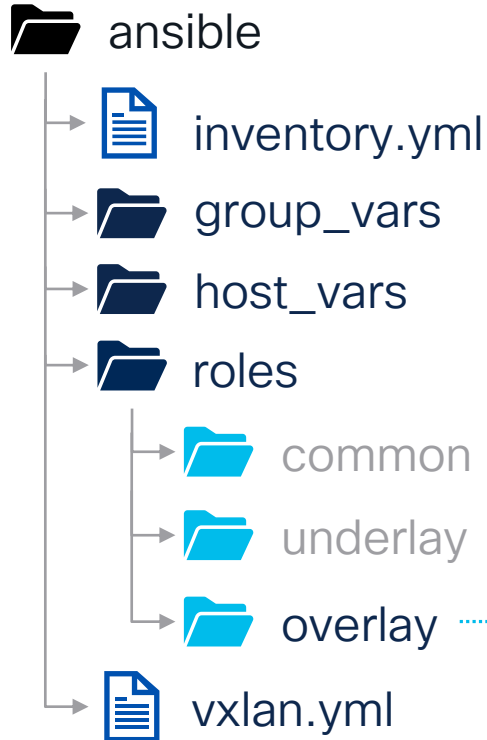 ansible
inventory.yml
group_vars
host_vars
roles
common
underlay
overlay
vxlan.yml